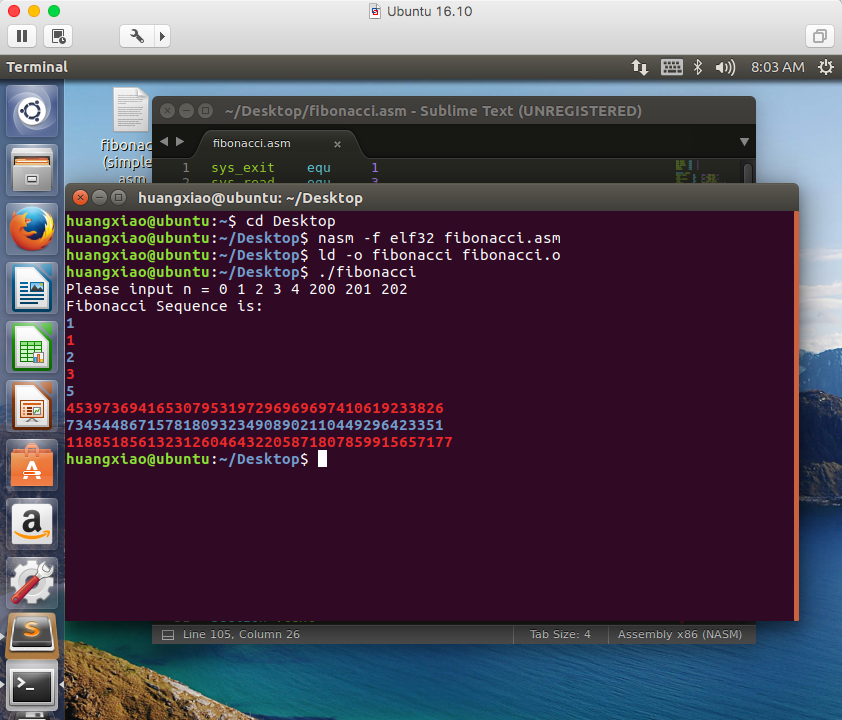 Ubuntu 16.10
Terminal
8:03 AM
fibonac
(simple
asm
~/Desktop/fibonacci.asm - Sublime Text (UNREGISTERED)
fibonacci.asm
1 sys_exit equ 1
2 sys_read equ 3
huangxiao@ubuntu: ~/Desktop
huangxiao@ubuntu:~$ cd Desktop
huangxiao@ubuntu:~/Desktop$ nasm -f elf32 fibonacci.asm
huangxiao@ubuntu:~/Desktop$ ld -o fibonacci fibonacci.o
huangxiao@ubuntu:~/Desktop$ ./fibonacci
Please input n = 0 1 2 3 4 200 201 202
Fibonacci Sequence is:
1
1
2
3
5
453973694165307953197296969697410619233826
734544867157818093234908902110449296423351
1188518561323126046432205871807859915657177
huangxiao@ubuntu:~/Desktop$
Line 105, Column 26
Tab Size: 4
Assembly x86 (NASM)